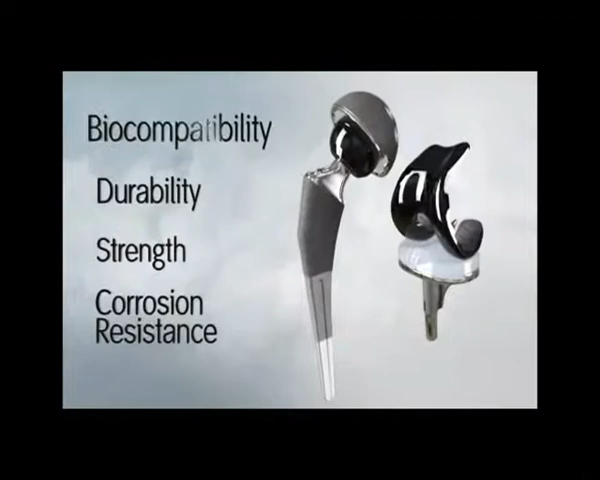 Biocompatibility
Durability
Strength
Corrosion
Resistance